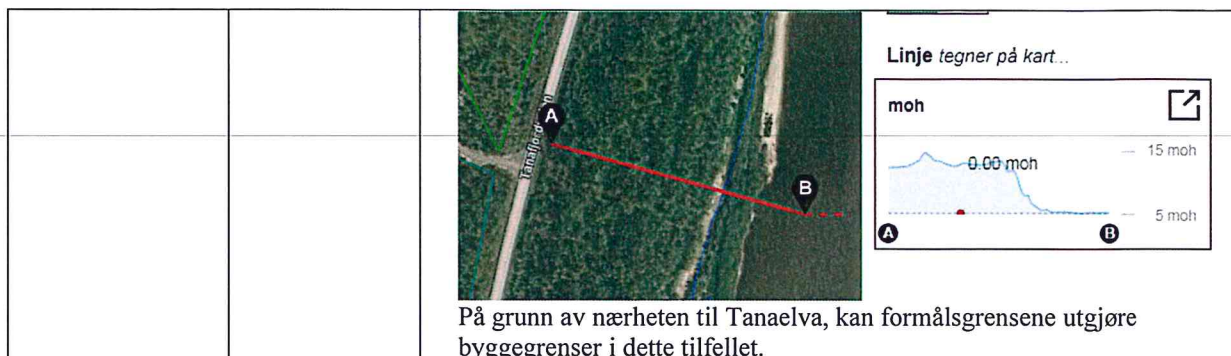 Linje tegner på kart...
moh
15 moh
0.00 moh
5 moh
A
B
A
B
På grunn av nærheten til Tanaelva, kan formålsgrensene utgjøre
byggegrenser i dette tilfellet.